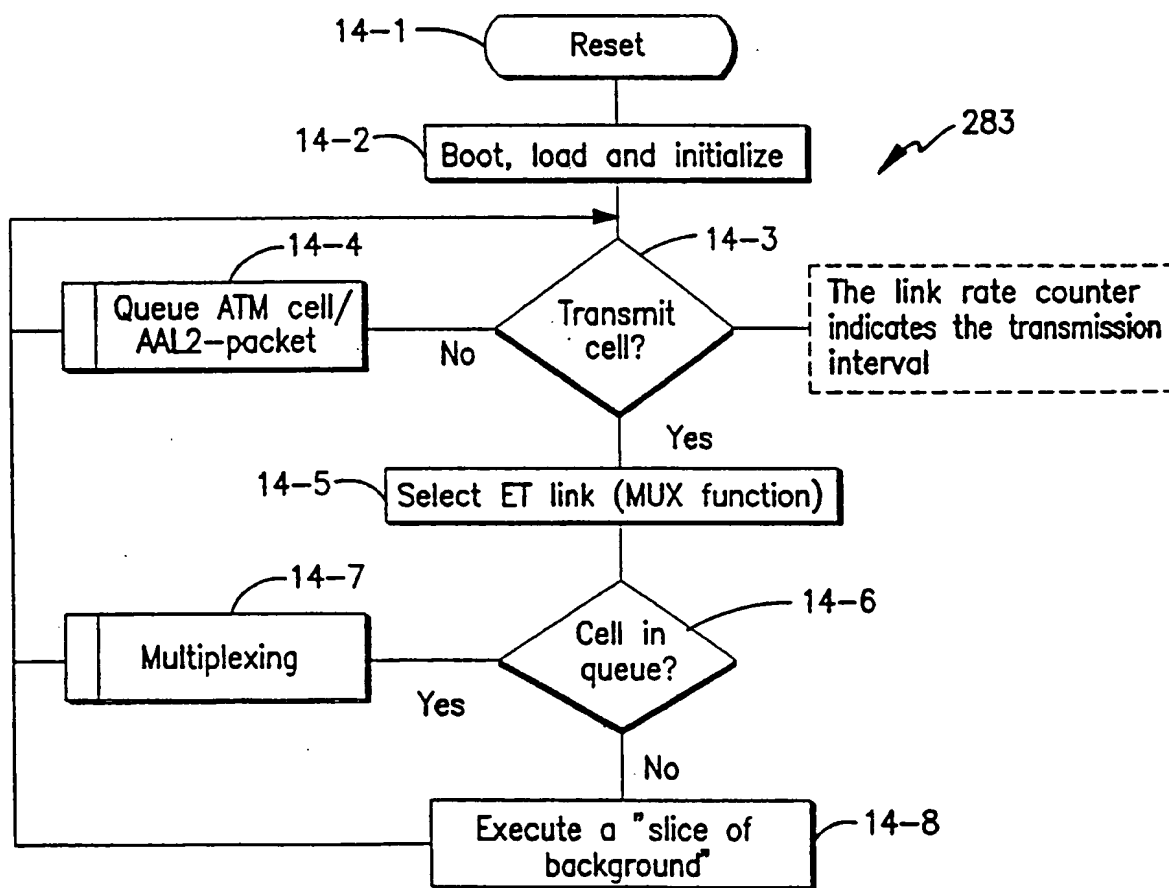 14-1
Reset
283
14-2
Boot, load and initialize
14-4
14-3
Queue ATM cell/
AAL2-packet
No
Transmit
cell?
The link rate counter
indicates the transmission
interval
Yes
14-5
Select ET link (MUX function)
14-7
14-6
Multiplexing
Yes
Cell in
queue?
No
Execute a "slice of
background"
14-8